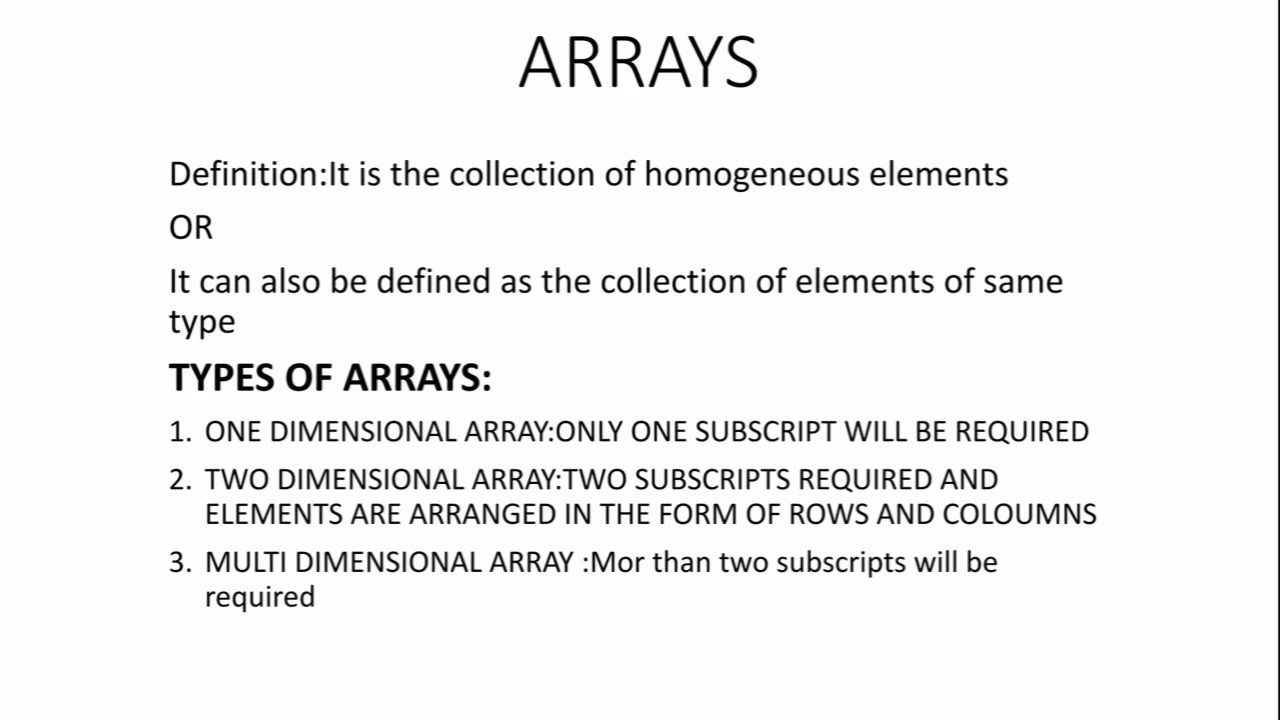 ARRAYS
Definition:It is the collection of homogeneous elements
OR
It can also be defined as the collection of elements of same
type
TYPES OF ARRAYS:
1. ONE DIMENSIONAL ARRAY:ONLY ONE SUBSCRIPT WILL BE REQUIRED
2. TWO DIMENSIONAL ARRAY:TWO SUBSCRIPTS REQUIRED AND
ELEMENTS ARE ARRANGED IN THE FORM OF ROWS AND COLOUMNS
3. MULTI DIMENSIONAL ARRAY :Mor than two subscripts will be
required